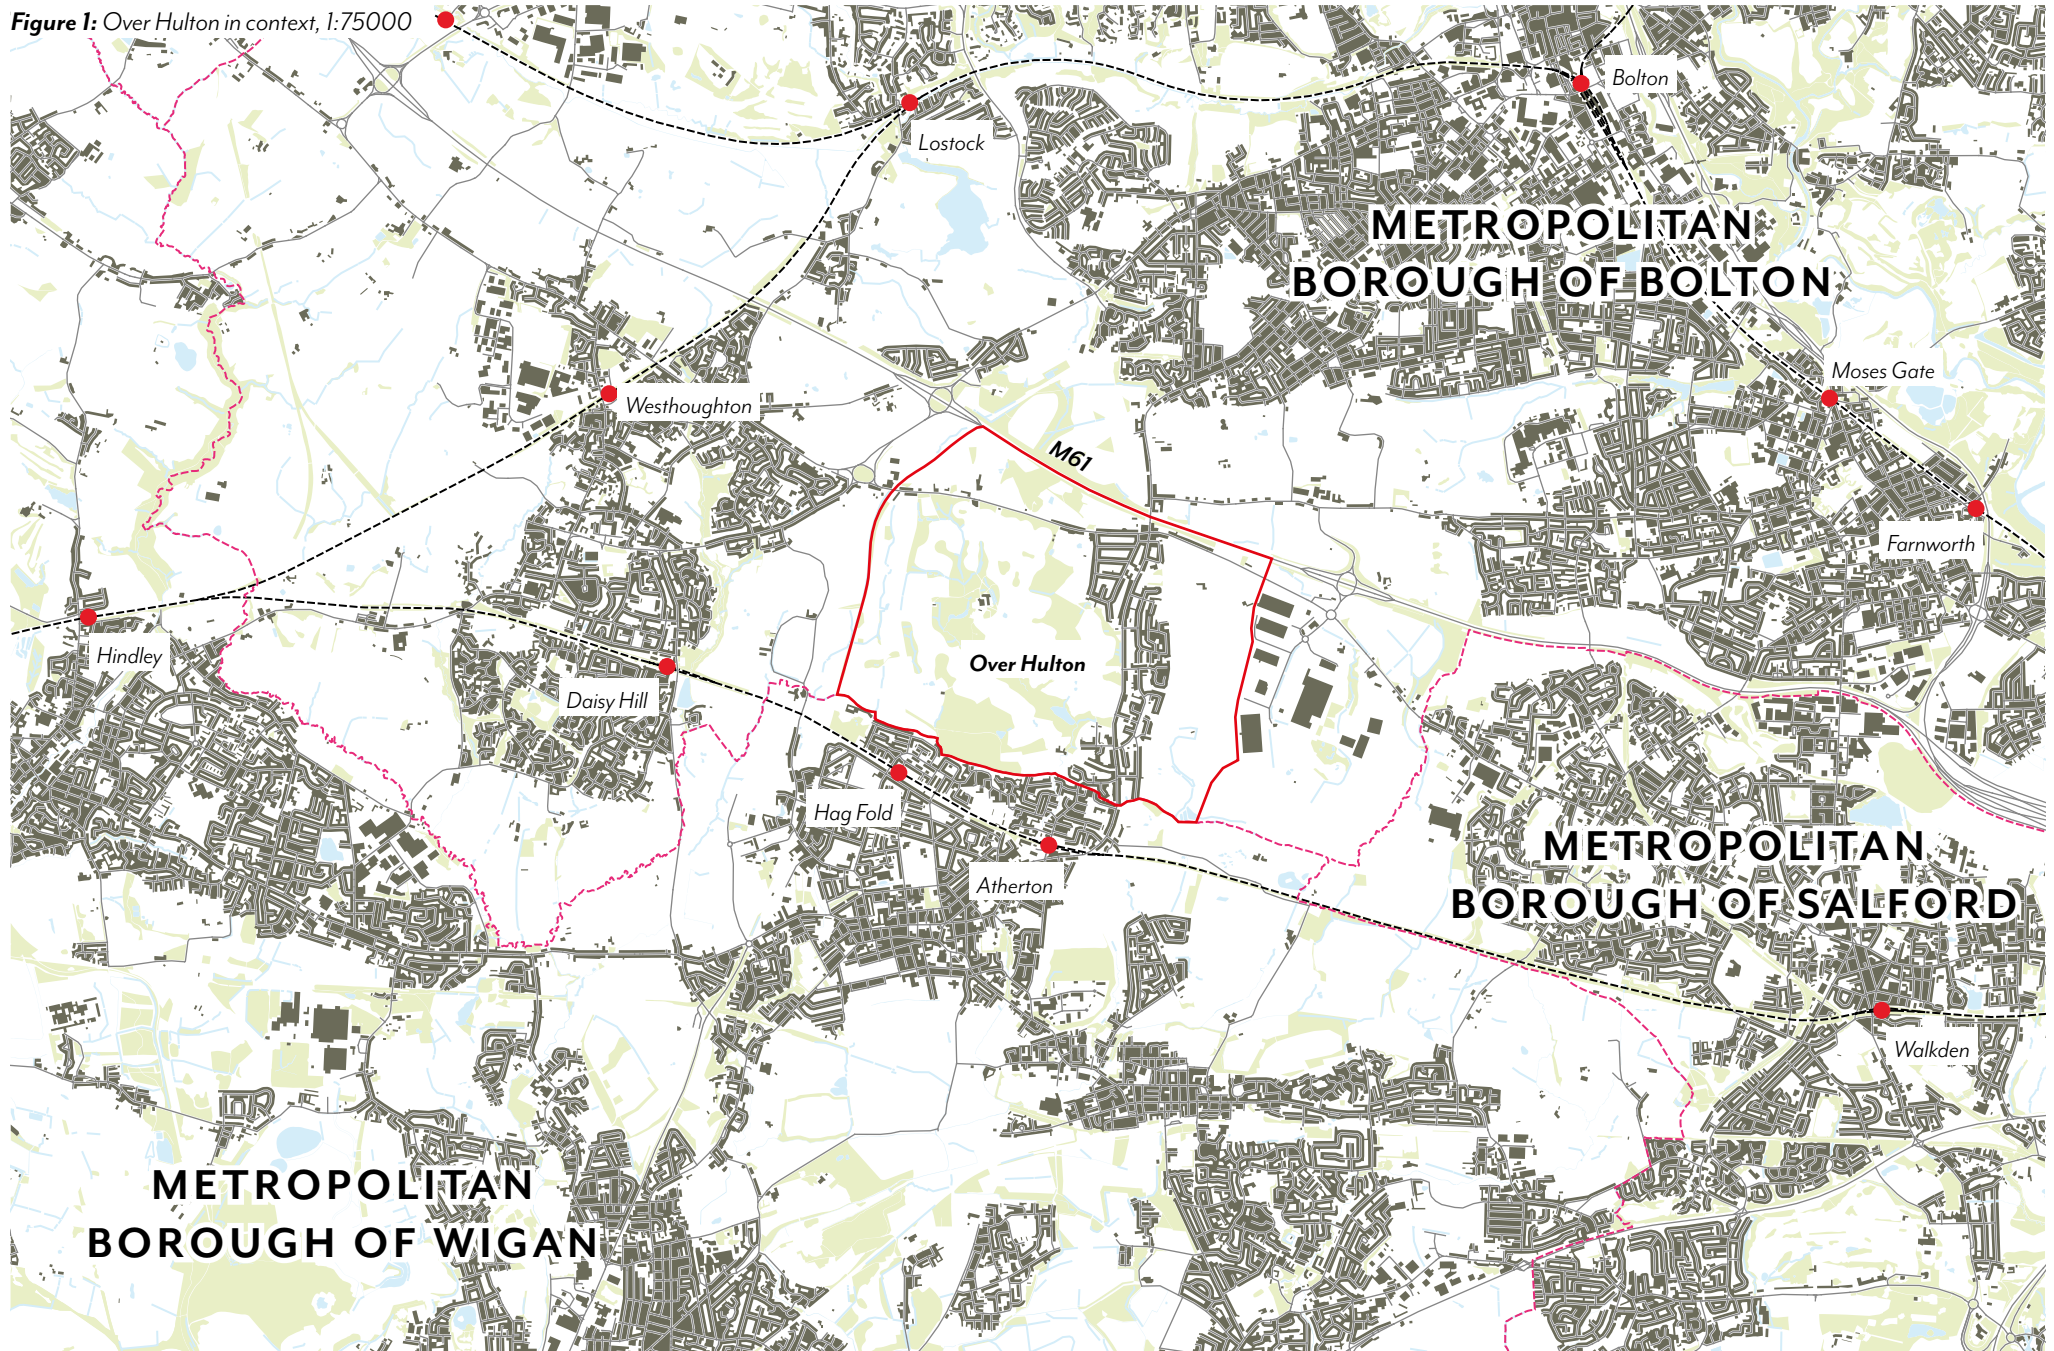 Figure 1: Over Hulton in context, 1:75000
Bolton
Lostock
METROPOLITAN
BOROUGH OF BOLTON
Moses Gate
Westhoughton
M61
Farnworth
Hindley
Over Hulton
Daisy Hill
Hag Fold
METROPOLITAN
BOROUGH OF SALFORD
Atherton
Walkden
METROPOLITAN
BOROUGH OF WIGAN